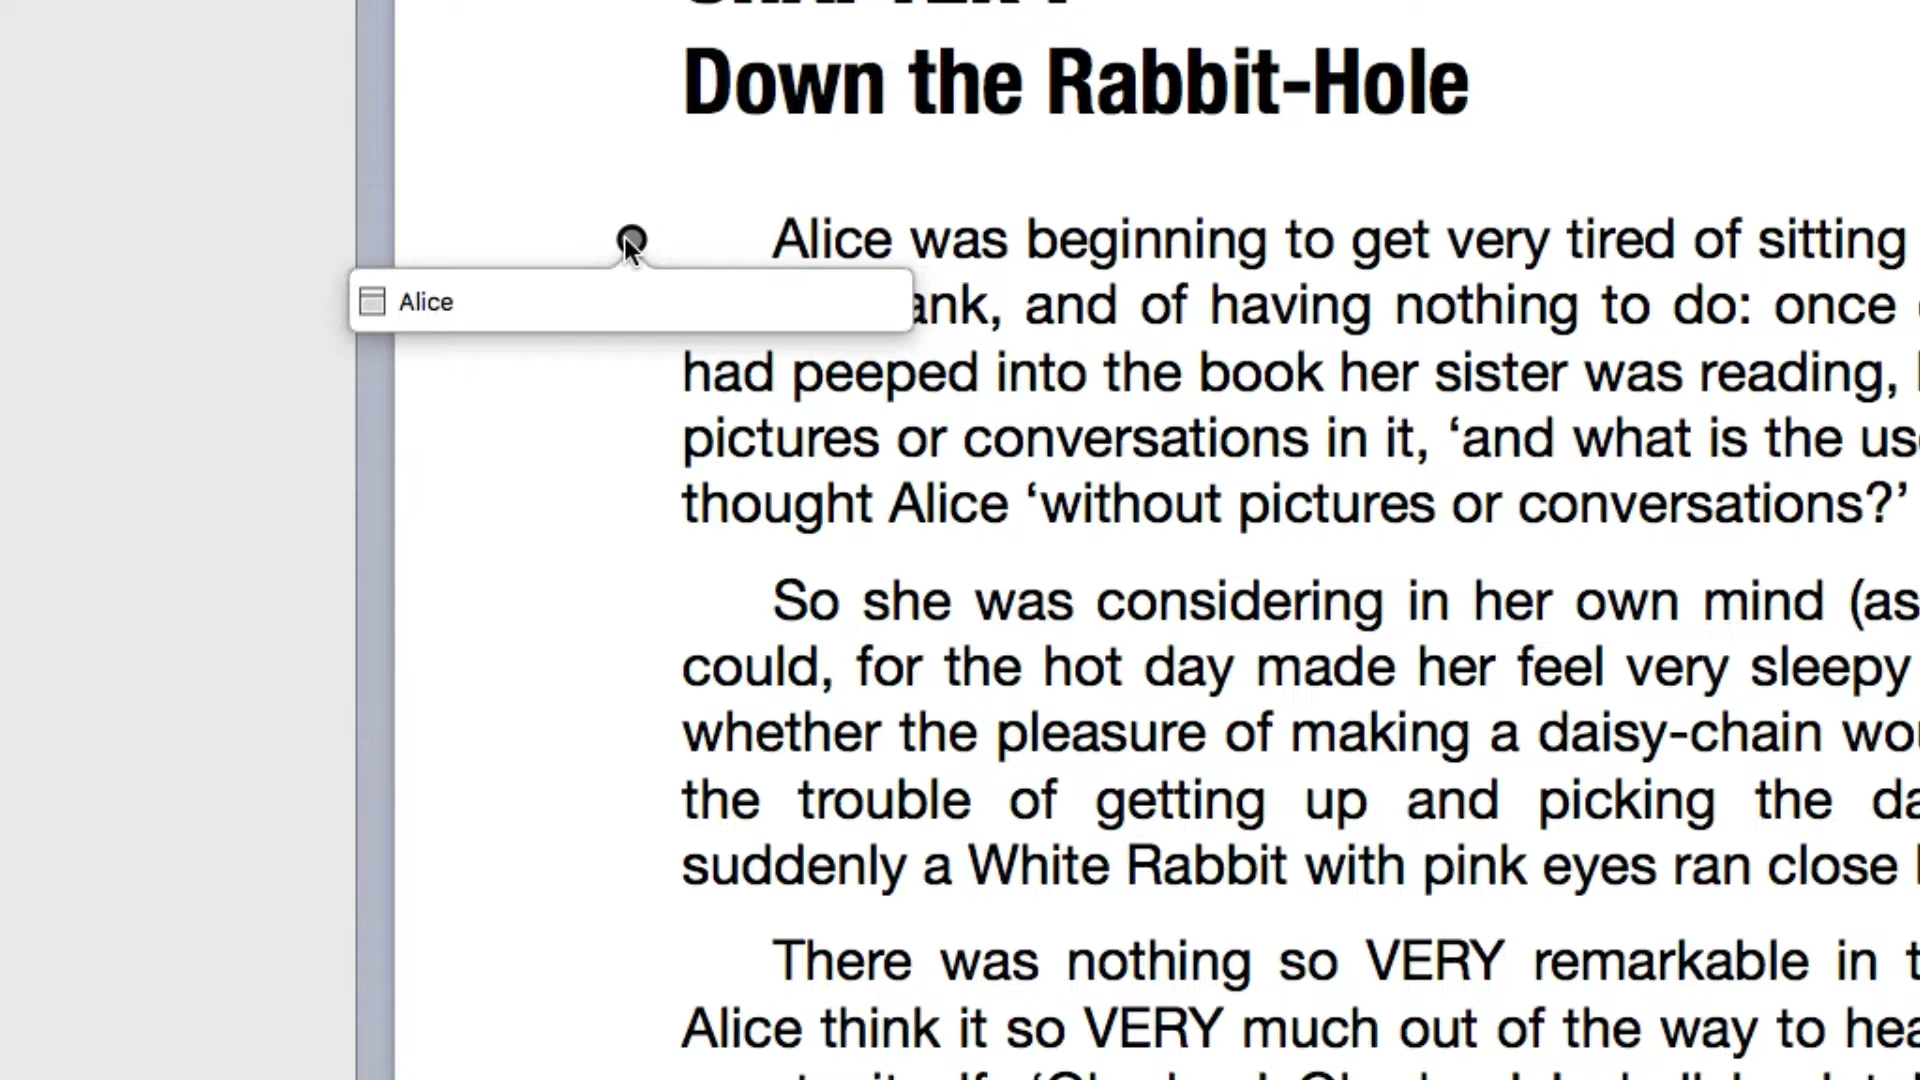 Down the Rabbit-Hole
Alice was beginning to get very tired of sitting
Alice
and of having nothing to do: once
had peeped into the book her sister was reading,
pictures or conversations in it, ‘and what is the
thought Alice ‘without pictures or conversations?’
So she was considering in her own mind (as
could, for the hot day made her feel very sleepy
whether the pleasure of making a daisy-chain
the trouble of getting up and picking the
suddenly a White Rabbit with pink eyes ran close
There was nothing so VERY remarkable in
Alice think it so VERY much out of the way to